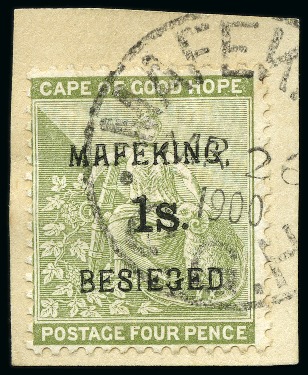 CAPE OF GOOD HOPE
MAFEKING,
1s.
BESIEGED
POSTAGE FOUR PENCE
1900